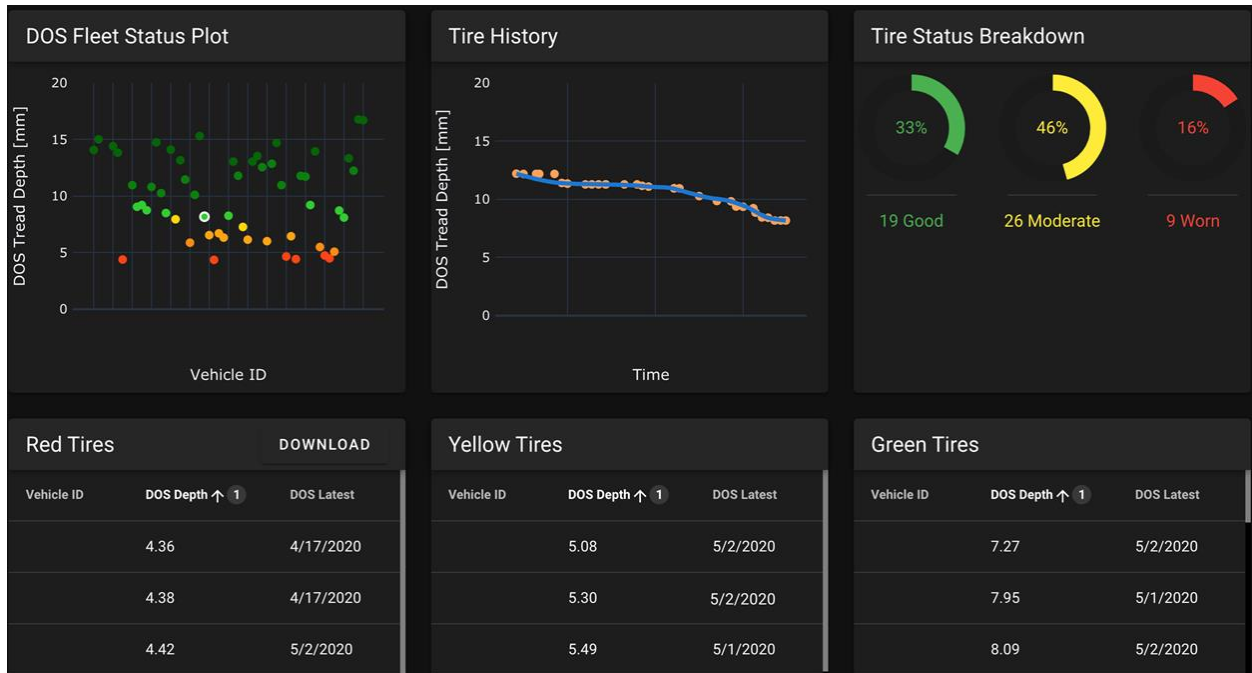 DOS Fleet Status Plot
DOS Tread Depth [mm]
20
15
10
5
0
Vehicle ID
Tire History
DOS Tread Depth [mm]
20
15
10
5
0
Time
Tire Status Breakdown
33% 46% 16%
19 Good 26 Moderate 9 Worn
Red Tires DOWNLOAD
Vehicle ID DOS Depth ↑ 1 DOS Latest
4.36 4/17/2020
4.38 4/17/2020
4.42 5/2/2020
Yellow Tires
Vehicle ID DOS Depth ↑ 1 DOS Latest
5.08 5/2/2020
5.30 5/2/2020
5.49 5/1/2020
Green Tires
Vehicle ID DOS Depth ↑ 1 DOS Latest
7.27 5/2/2020
7.95 5/1/2020
8.09 5/2/2020